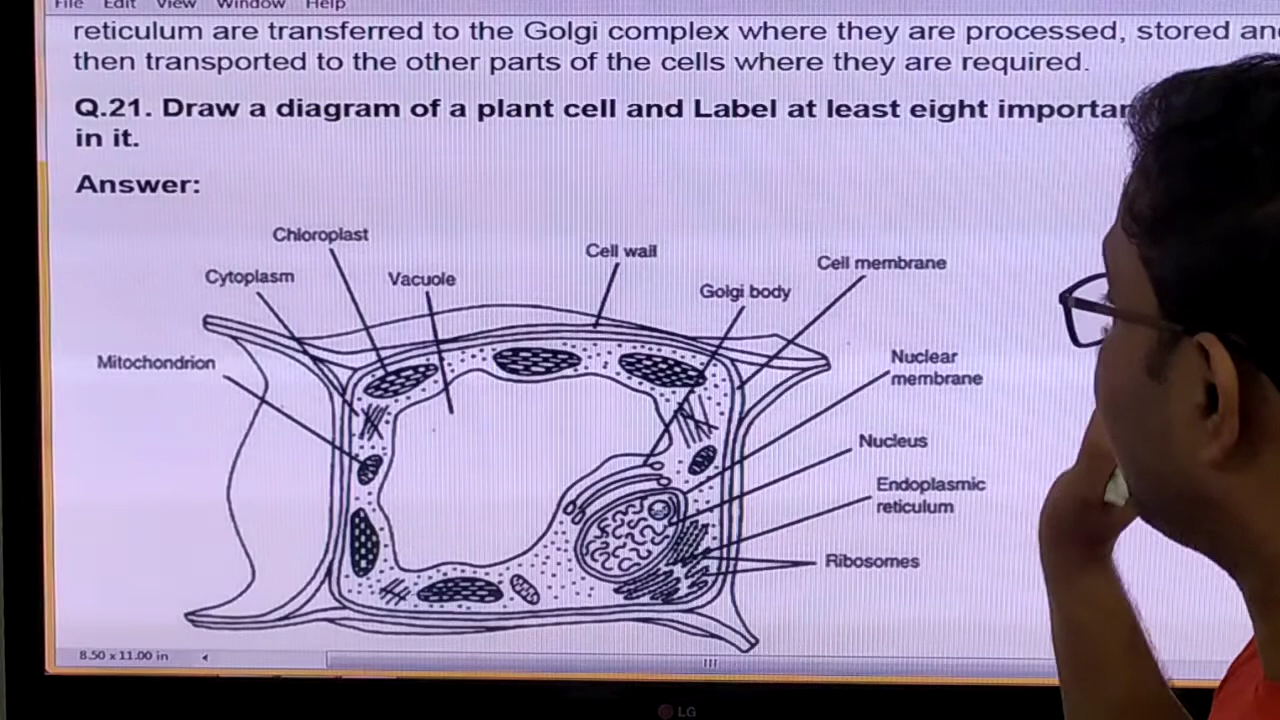 File Edit View Window Help
reticulum are transferred to the Golgi complex where they are processed, stored
then transported to the other parts of the cells where they are required.
Q.21. Draw a diagram of a plant cell and Label at least eight
in it.
Answer:
Chloroplast
Cell wall
Cytoplasm
Vacuole
Cell membrane
Golgi body
Mitochondrion
Nuclear
membrane
Nucleus
Endoplasmic
reticulum
Ribosomes
8.50 x 11.00 in
LG